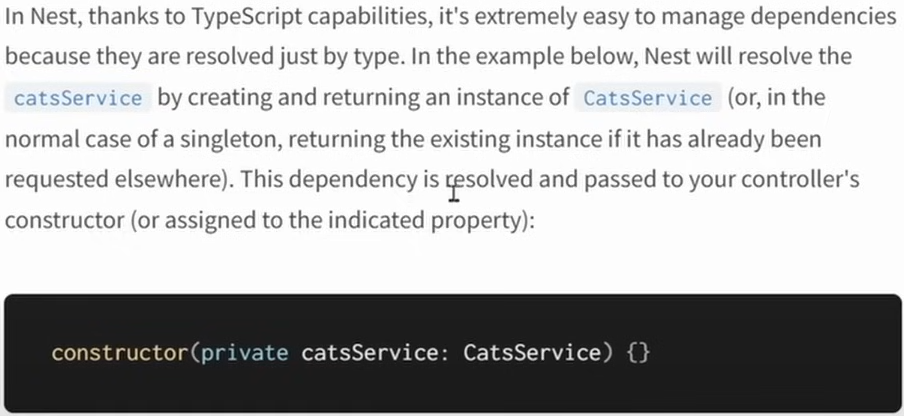 In Nest, thanks to TypeScript capabilities, it's extremely easy to manage dependencies
because they are resolved just by type. In the example below, Nest will resolve the
catsService by creating and returning an instance of CatsService (or, in the
normal case of a singleton, returning the existing instance if it has already been
requested elsewhere). This dependency is resolved and passed to your controller's
constructor (or assigned to the indicated property):
constructor(private catsService: CatsService) {}